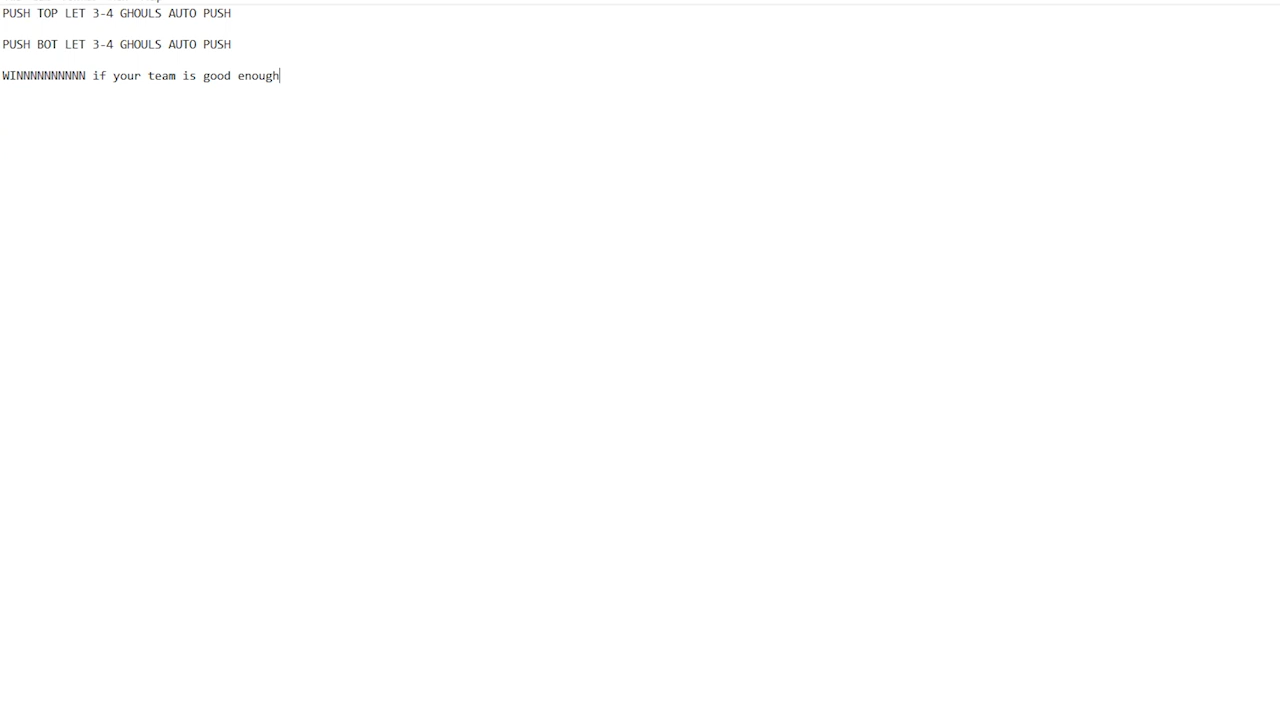 PUSH TOP LET 3-4 GHOULS AUTO PUSH
PUSH BOT LET 3-4 GHOULS AUTO PUSH
WINNNNNNNNNN if your team is good enough